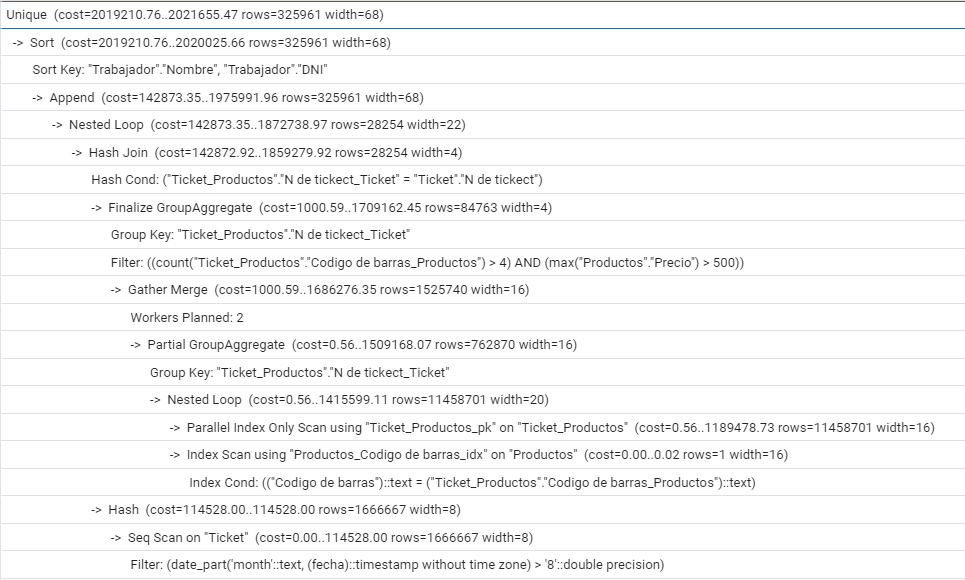 Unique (cost=2019210.76..2021655.47 rows=325961 width=68)
-> Sort (cost=2019210.76..2020025.66 rows=325961 width=68)
Sort Key: "Trabajador"."Nombre", "Trabajador"."DNI"
-> Append (cost=142873.35..1975991.96 rows=325961 width=68)
-> Nested Loop (cost=142873.35..1872738.97 rows=28254 width=22)
-> Hash Join (cost=142872.92..1859279.92 rows=28254 width=4)
Hash Cond: ("Ticket_Productos"."N de tickect_Ticket" = "Ticket"."N de tickect")
-> Finalize GroupAggregate (cost=1000.59..1709162.45 rows=84763 width=4)
Group Key: "Ticket_Productos"."N de tickect_Ticket"
Filter: ((count("Ticket_Productos"."Codigo de barras_Productos") > 4) AND (max("Productos"."Precio") > 500))
-> Gather Merge (cost=1000.59..1686276.35 rows=1525740 width=16)
Workers Planned: 2
-> Partial GroupAggregate (cost=0.56..1509168.07 rows=762870 width=16)
Group Key: "Ticket_Productos"."N de tickect_Ticket"
-> Nested Loop (cost=0.56..1415599.11 rows=11458701 width=20)
-> Parallel Index Only Scan using "Ticket_Productos_pk" on "Ticket_Productos" (cost=0.56..1189478.73 rows=11458701 width=16)
-> Index Scan using "Productos_Codigo de barras_idx" on "Productos" (cost=0.00..0.02 rows=1 width=16)
Index Cond: (("Codigo de barras")::text = ("Ticket_Productos"."Codigo de barras_Productos")::text)
-> Hash (cost=114528.00..114528.00 rows=1666667 width=8)
-> Seq Scan on "Ticket" (cost=0.00..114528.00 rows=1666667 width=8)
Filter: (date_part('month'::text, (fecha)::timestamp without time zone) > '8'::double precision)